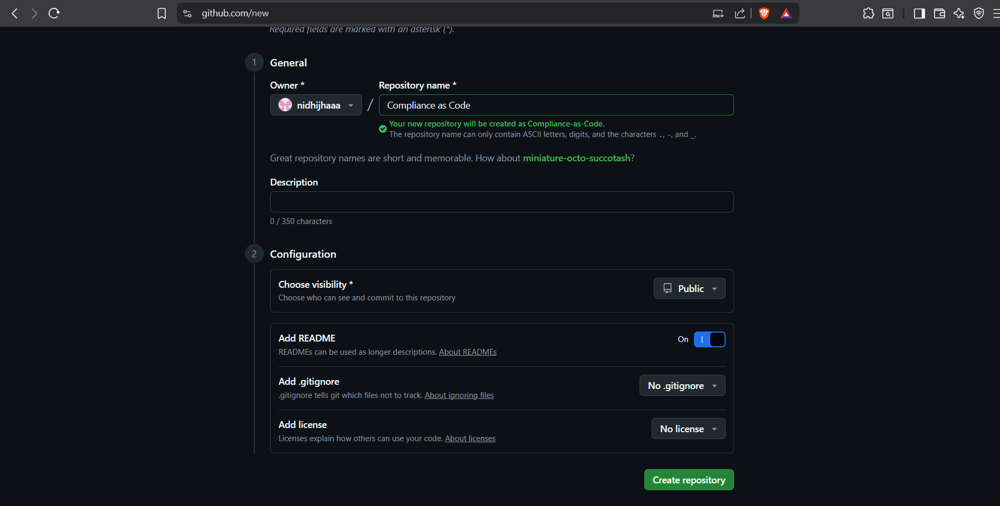 github.com/new
Required fields are marked with an asterisk (*).
1
General
Owner *
Repository name *
nidhijhaaa
/
Compliance as Code
Your new repository will be created as Compliance-as-Code.
The repository name can only contain ASCII letters, digits, and the characters ., -, and _.
Great repository names are short and memorable. How about miniature-octo-succotash?
Description
0 / 350 characters
2
Configuration
Choose visibility *
Public
Choose who can see and commit to this repository
Add README
On
READMEs can be used as longer descriptions. About READMEs
Add .gitignore
No .gitignore
.gitignore tells git which files not to track. About ignoring files
Add license
No license
Licenses explain how others can use your code. About licenses
Create repository